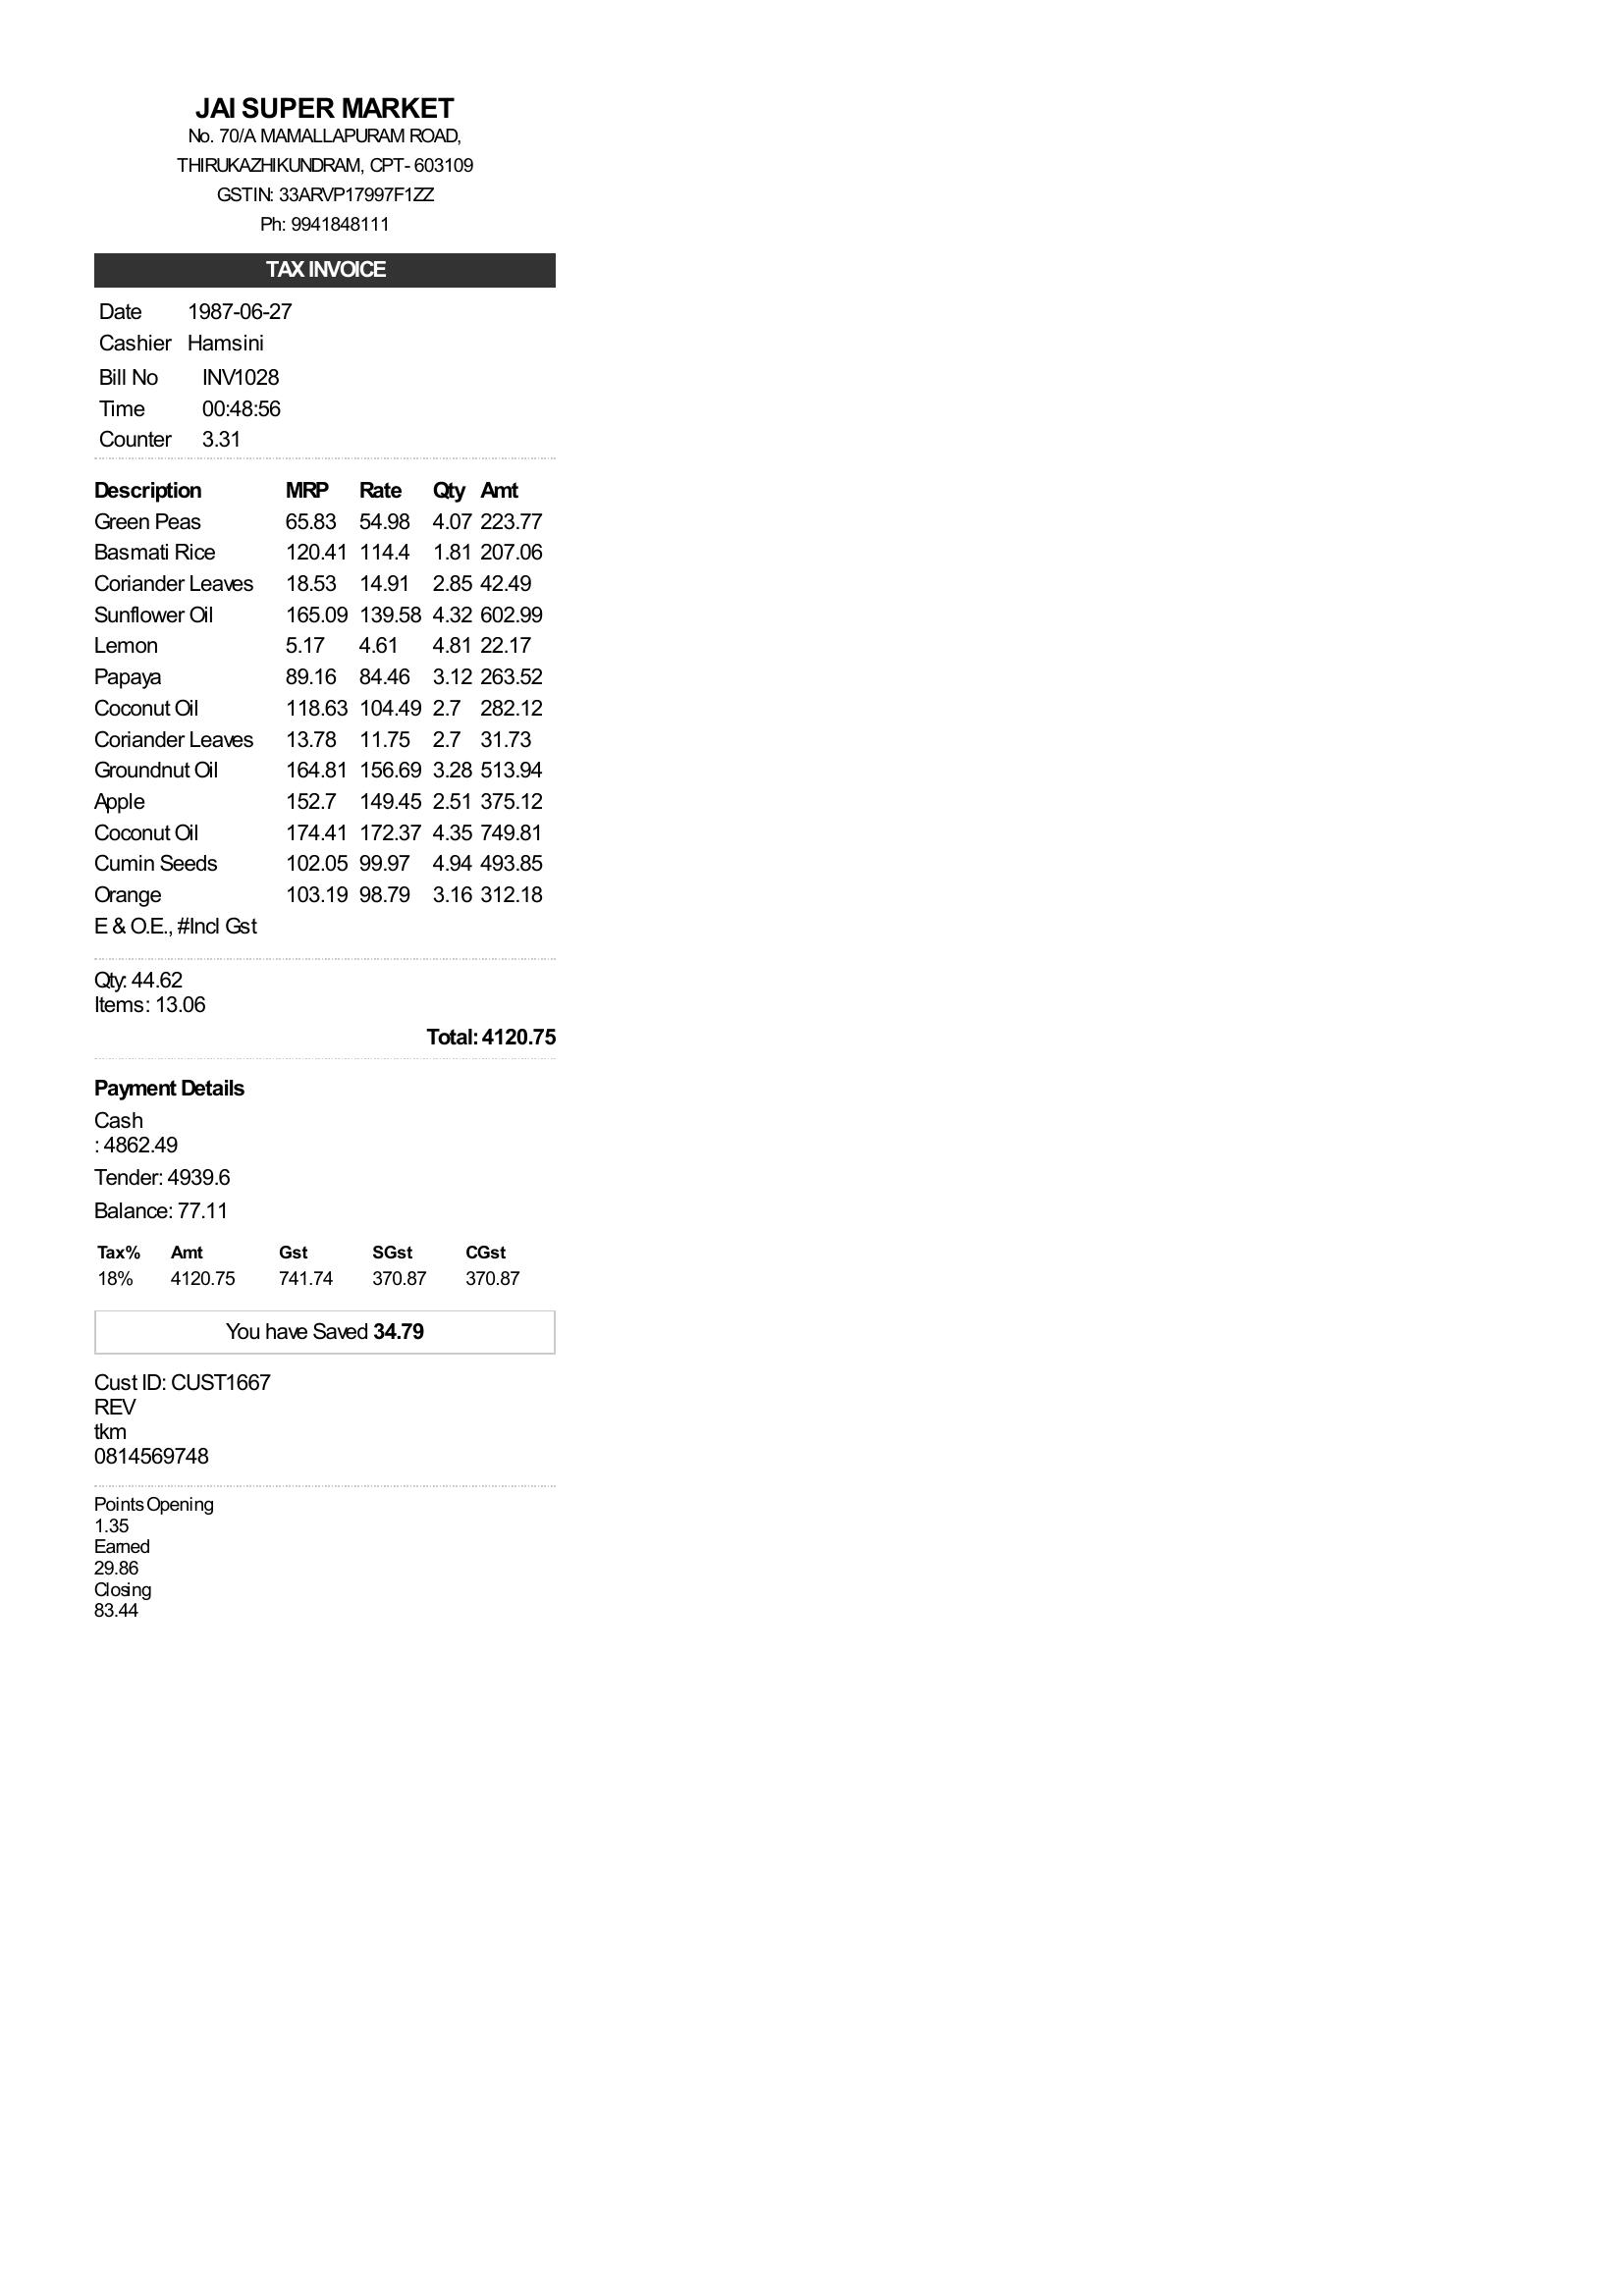 JAI SUPER MARKET
No. 70/A MAMALLAPURAM ROAD,
THIRUKAZHIKUNDRAM, CPT- 603109
GSTIN: 33ARVP17997F1ZZ
Ph: 9941848111
TAX INVOICE
Date 1987-06-27
Cashier Hamsini
Bill No INV1028
Time 00:48:56
Counter 3.31
Description MRP Rate Qty Amt
Green Peas 65.83 54.98 4.07 223.77
Basmati Rice 120.41 114.4 1.81 207.06
Coriander Leaves 18.53 14.91 2.85 42.49
Sunflower Oil 165.09 139.58 4.32 602.99
Lemon 5.17 4.61 4.81 22.17
Papaya 89.16 84.46 3.12 263.52
Coconut Oil 118.63 104.49 2.7 282.12
Coriander Leaves 13.78 11.75 2.7 31.73
Groundnut Oil 164.81 156.69 3.28 513.94
Apple 152.7 149.45 2.51 375.12
Coconut Oil 174.41 172.37 4.35 749.81
Cumin Seeds 102.05 99.97 4.94 493.85
Orange 103.19 98.79 3.16 312.18
E & O.E., #Incl Gst
Qty: 44.62
Items: 13.06
Total: 4120.75
Payment Details
Cash
: 4862.49
Tender: 4939.6
Balance: 77.11
Tax% Amt Gst SGst CGst
18% 4120.75 741.74 370.87 370.87
You have Saved 34.79
Cust ID: CUST1667
REV
tkm
0814569748
Points Opening
1.35
Earned
29.86
Closing
83.44